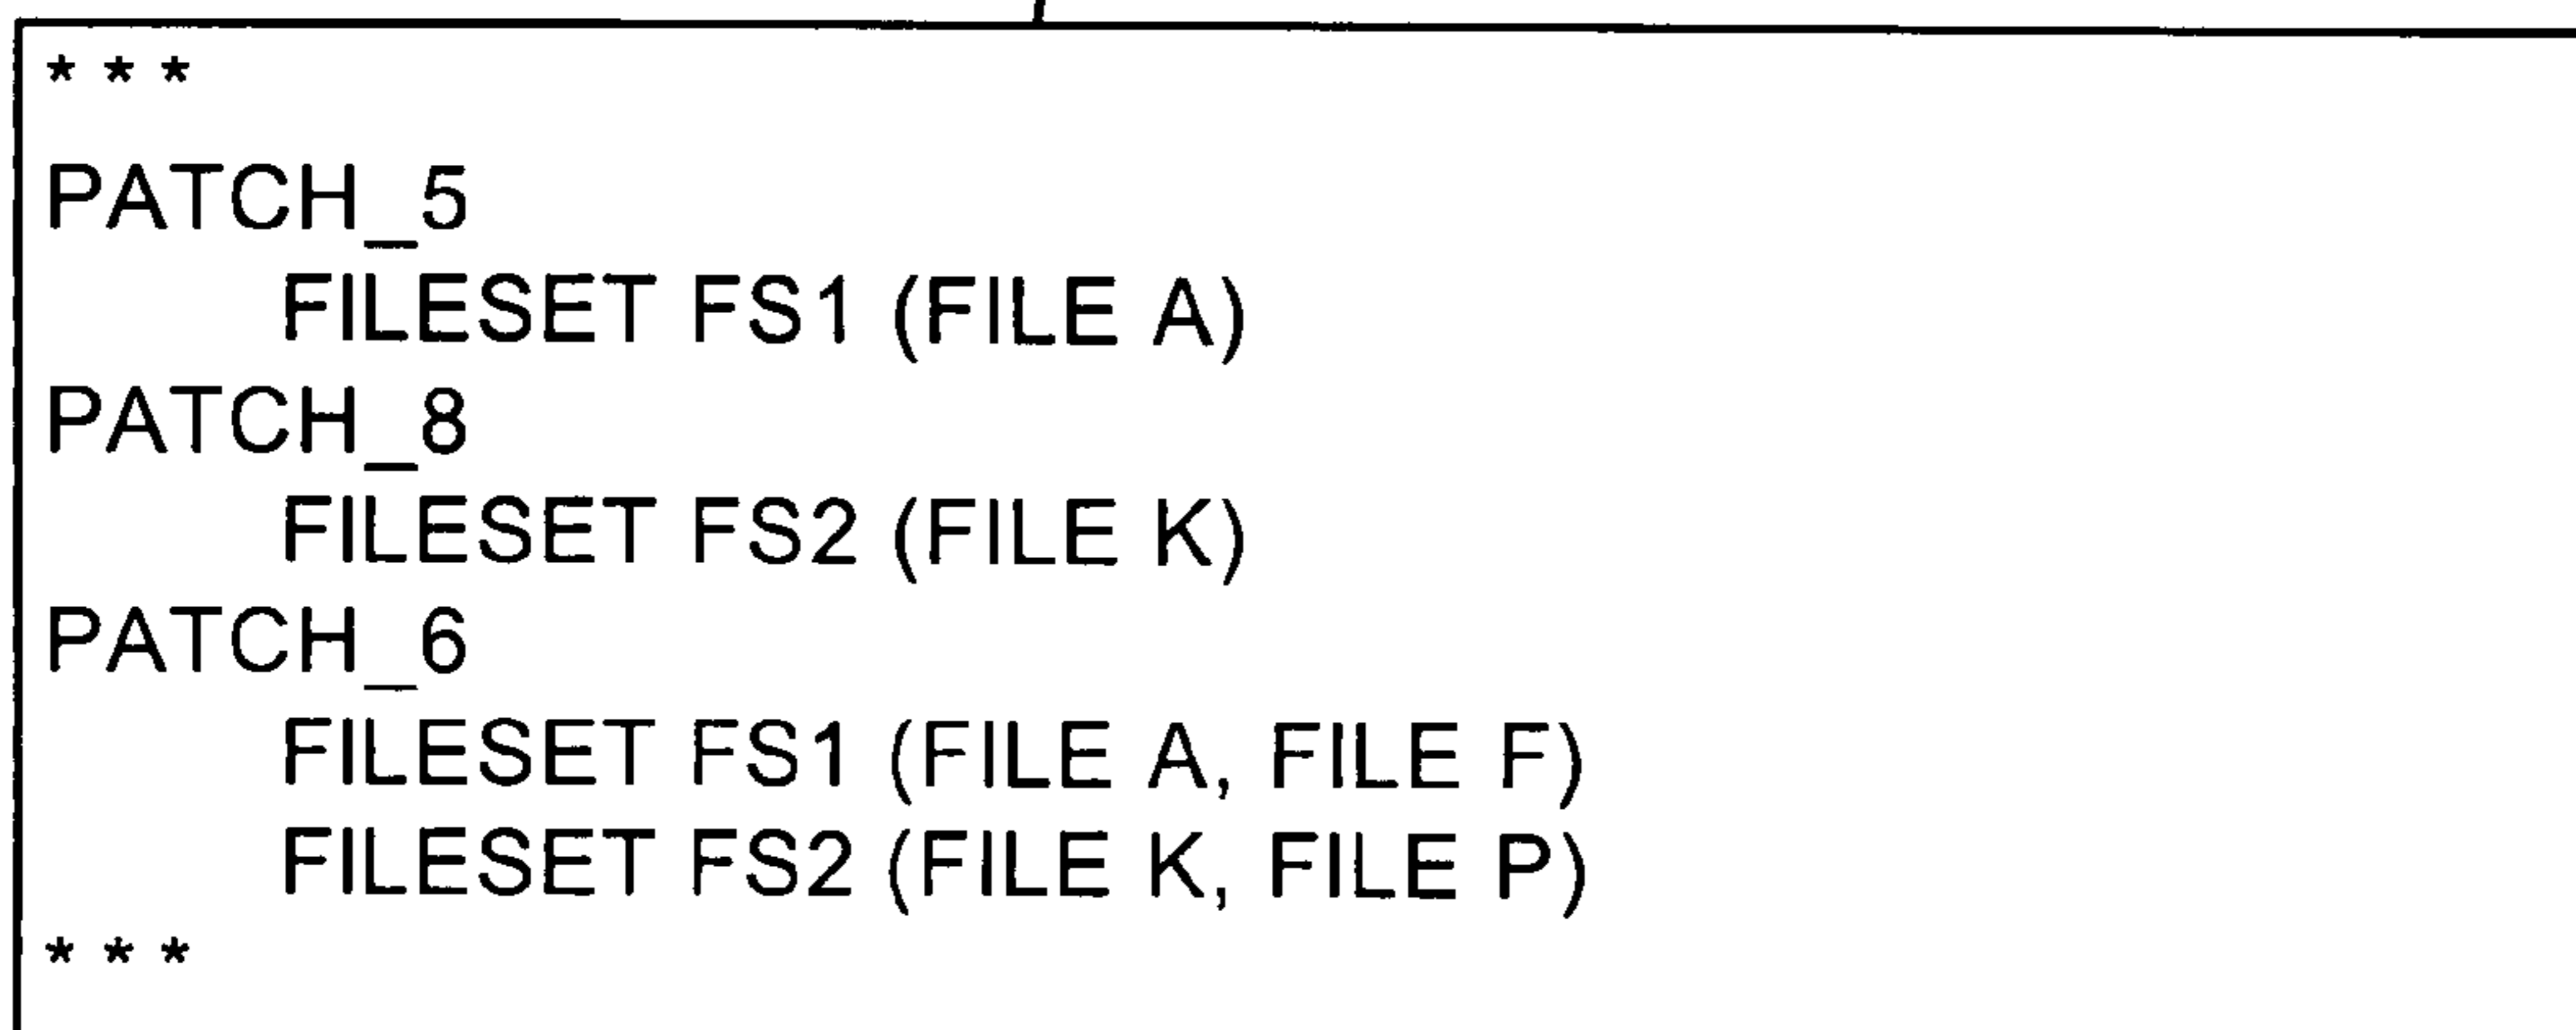 * * *
PATCH_5
FILESET FS1 (FILE A)
PATCH_8
FILESET FS2 (FILE K)
PATCH_6
FILESET FS1 (FILE A, FILE F)
FILESET FS2 (FILE K, FILE P)
* * *